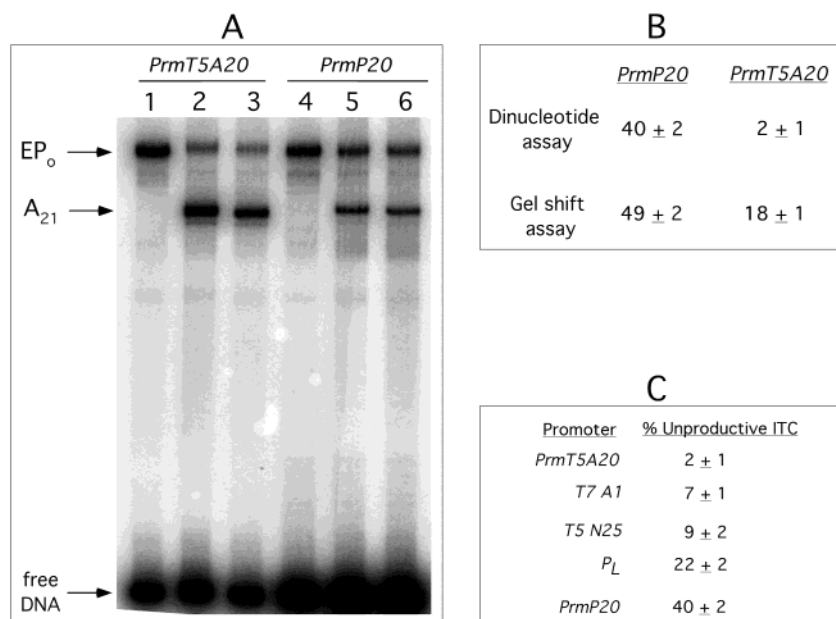 A
PrmT5A20 PrmP20
1 2 3 4 5 6
EPo
A21
free
DNA
B
PrmP20 PrmT5A20
Dinucleotide
assay
40 ± 2 2 ± 1
Gel shift
assay
49 ± 2 18 ± 1
C
Promoter % Unproductive ITC
PrmT5A20 2 ± 1
T7 A1 7 ± 1
T5 N25 9 ± 2
PL 22 ± 2
PrmP20 40 ± 2